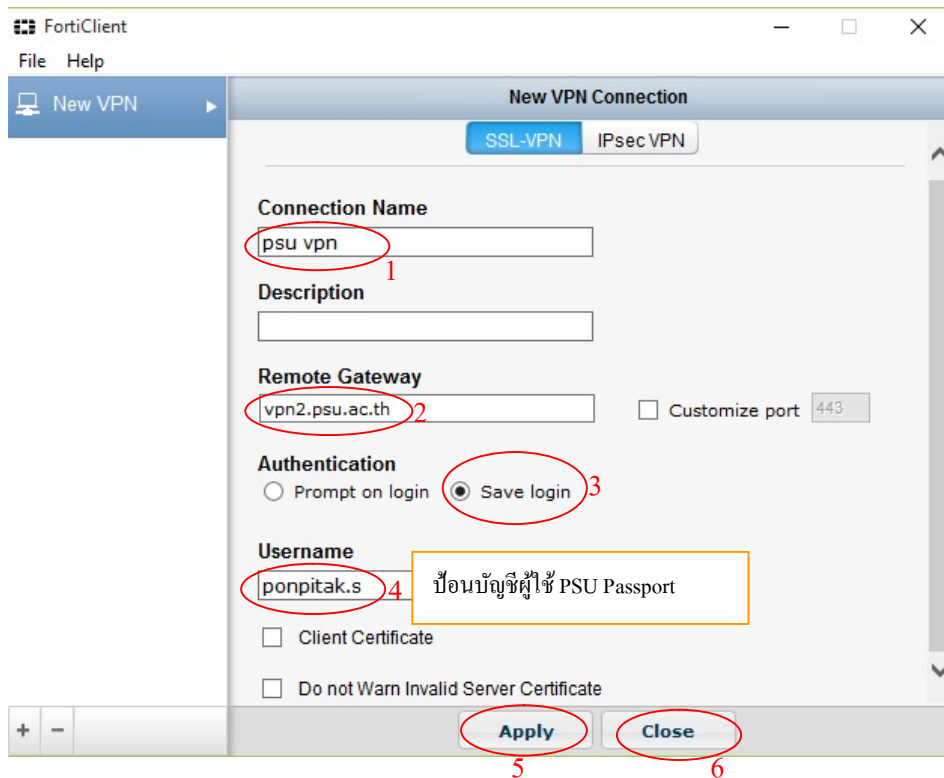 FortiClient
File Help
New VPN
New VPN Connection
SSL-VPN IPsec VPN
Connection Name
psu vpn
1
Description
Remote Gateway
vpn2.psu.ac.th 2
Customize port 443
Authentication
Prompt on login Save login 3
Username
ponpitak.s 4
ป้อนบัญชีผู้ใช้ PSU Passport
Client Certificate
Do not Warn Invalid Server Certificate
+ −
Apply Close
5 6